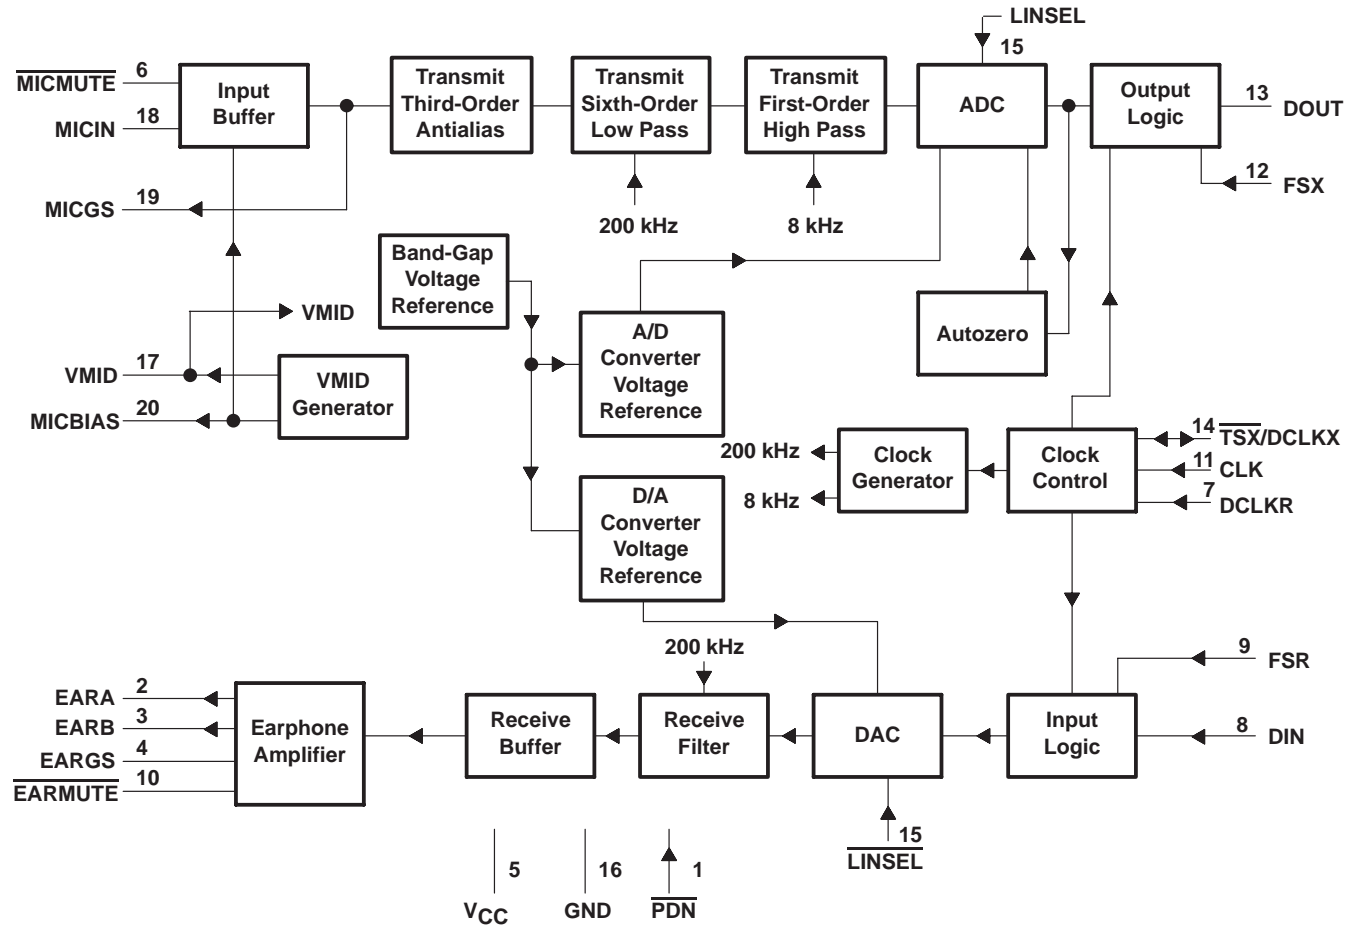 LINSEL
15
MICMUTE
6
MICIN
18
Input
Buffer
Transmit
Third-Order
Antialias
Transmit
Sixth-Order
Low Pass
Transmit
First-Order
High Pass
ADC
Output
Logic
13
DOUT
12
FSX
MICGS
19
200 kHz
8 kHz
Band-Gap
Voltage
Reference
VMID
A/D
Converter
Voltage
Reference
Autozero
VMID
17
MICBIAS
20
VMID
Generator
200 kHz
8 kHz
Clock
Generator
Clock
Control
14
TSX/DCLKX
11
CLK
7
DCLKR
D/A
Converter
Voltage
Reference
200 kHz
9
FSR
EARA
2
EARB
3
EARGS
4
EARMUTE
10
Earphone
Amplifier
Receive
Buffer
Receive
Filter
DAC
Input
Logic
8
DIN
15
LINSEL
5
VCC
16
GND
1
PDN